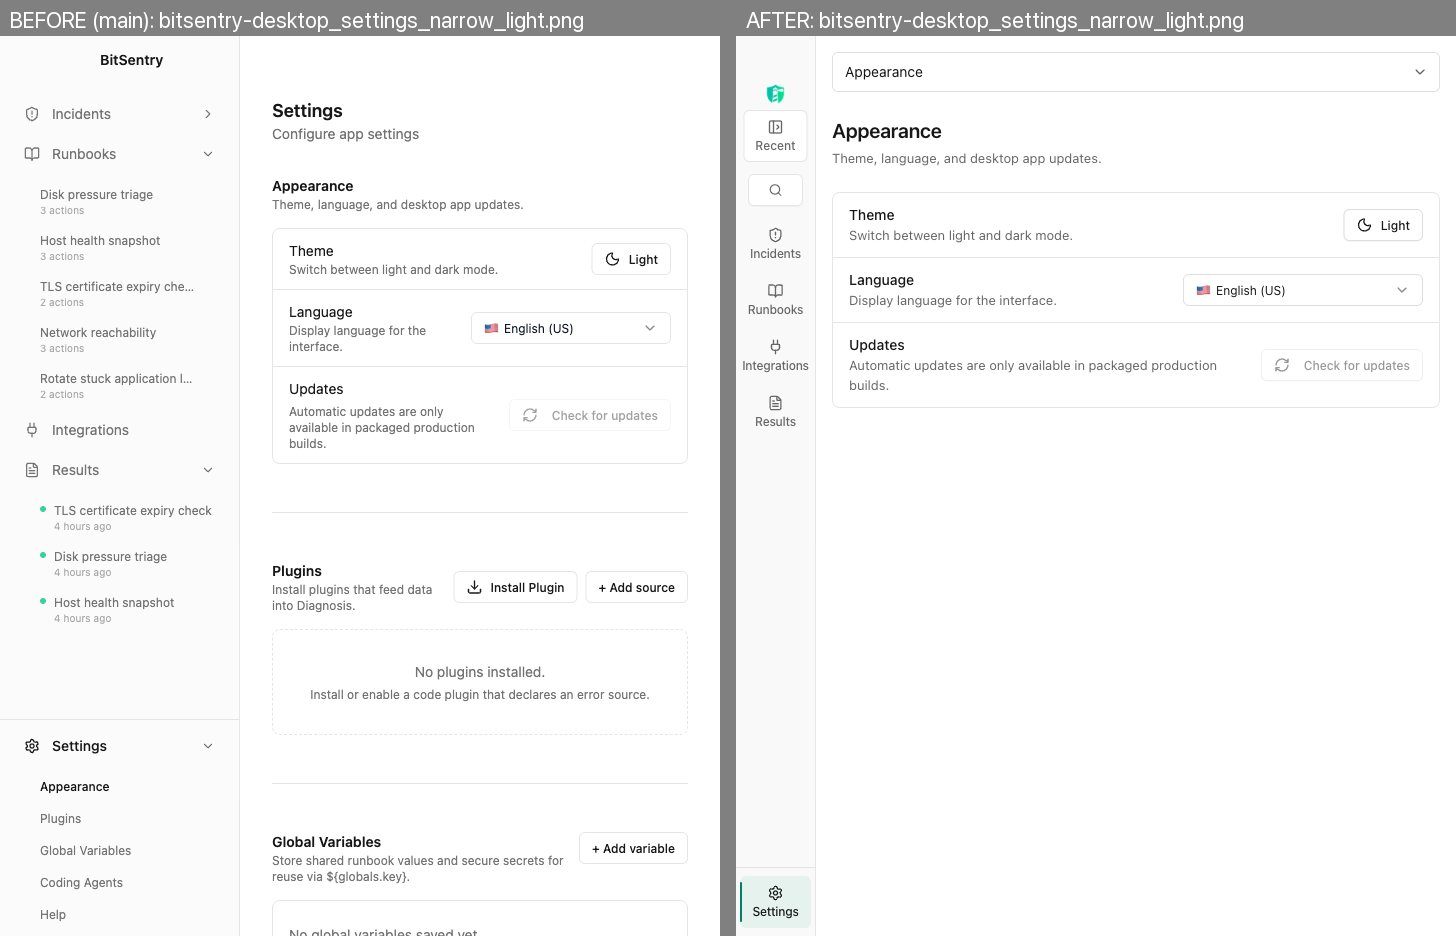 BEFORE (main): bitsentry-desktop_settings_narrow_light.png
BitSentry
Incidents
Runbooks
Disk pressure triage
3 actions
Host health snapshot
3 actions
TLS certificate expiry che...
2 actions
Network reachability
3 actions
Rotate stuck application l...
2 actions
Integrations
Results
TLS certificate expiry check
4 hours ago
Disk pressure triage
4 hours ago
Host health snapshot
4 hours ago
Settings
Appearance
Plugins
Global Variables
Coding Agents
Help
Settings
Configure app settings
Appearance
Theme, language, and desktop app updates.
Theme
Switch between light and dark mode.
Light
Language
Display language for the
interface.
English (US)
Updates
Automatic updates are only
available in packaged production
builds.
Check for updates
Plugins
Install plugins that feed data
into Diagnosis.
Install Plugin
+ Add source
No plugins installed.
Install or enable a code plugin that declares an error source.
Global Variables
Store shared runbook values and secure secrets for
reuse via ${globals.key}.
+ Add variable
No global variables saved yet
AFTER: bitsentry-desktop_settings_narrow_light.png
Recent
Incidents
Runbooks
Integrations
Results
Settings
Appearance
Appearance
Theme, language, and desktop app updates.
Theme
Switch between light and dark mode.
Light
Language
Display language for the interface.
English (US)
Updates
Automatic updates are only available in packaged production
builds.
Check for updates